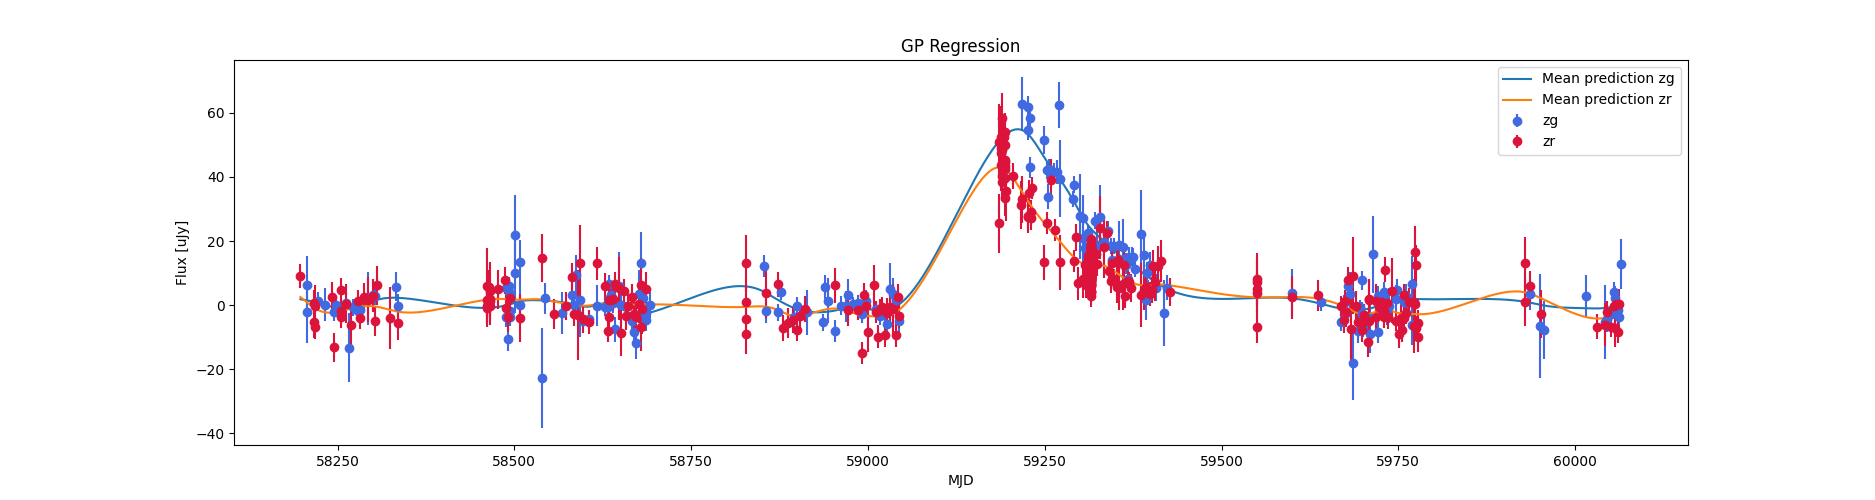 GP Regression
Mean prediction zg
Mean prediction zr
zg
zr
Flux [uJy]
60
40
20
0
−20
−40
58250
58500
58750
59000
59250
59500
59750
60000
MJD